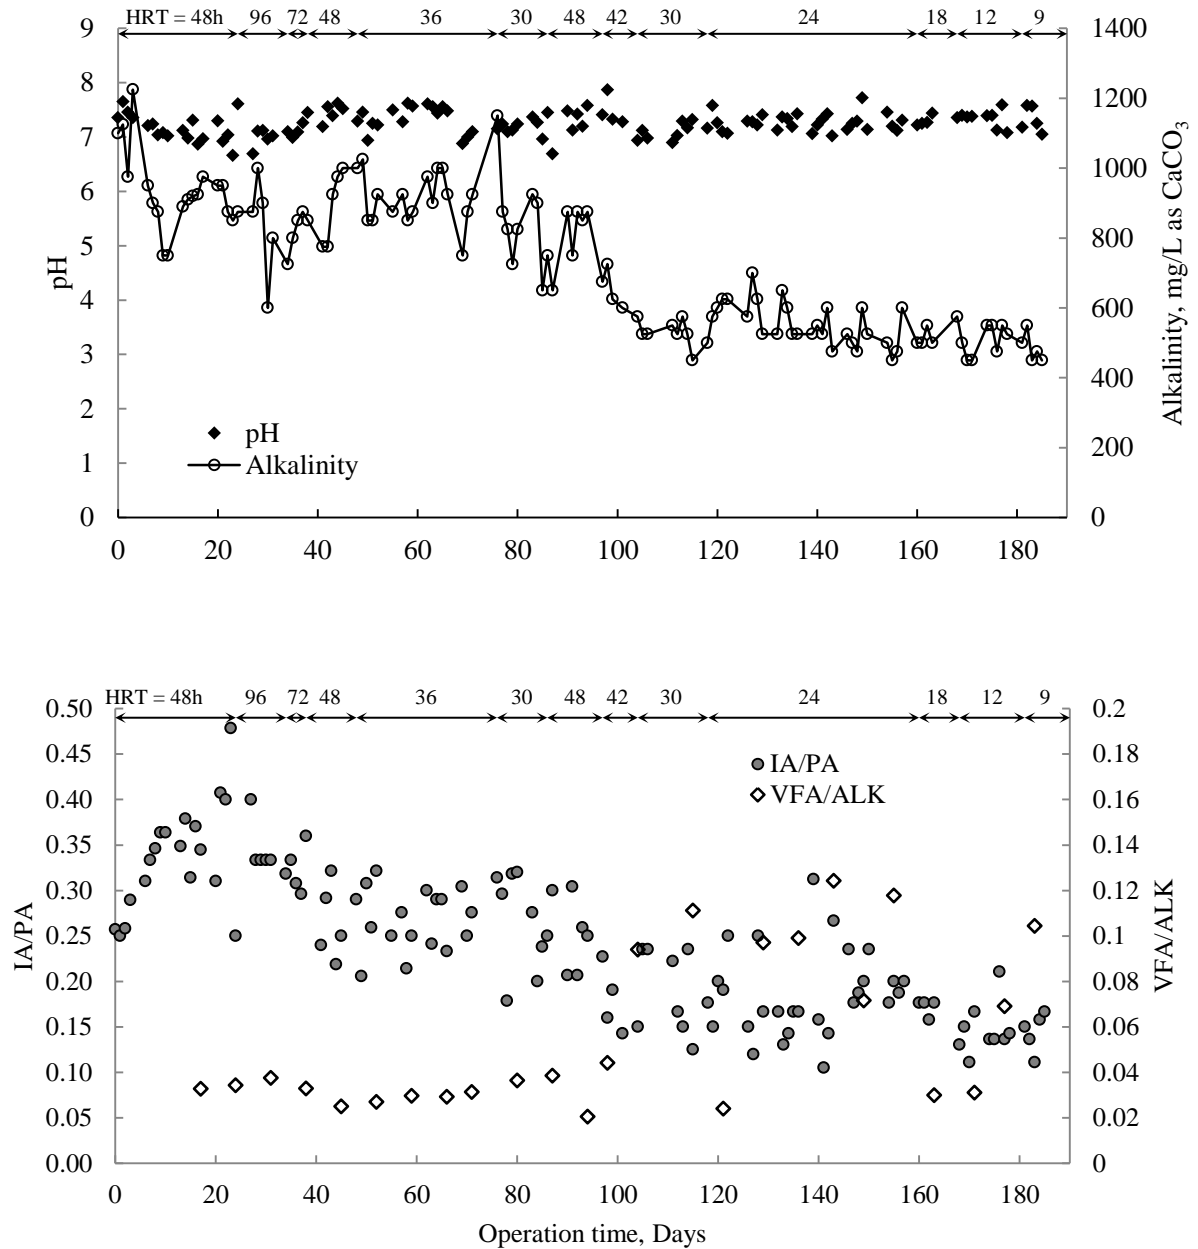 HRT = 48h 96 72 48 36 30 48 42 30 24 18 12 9
9 1400
8 1200
7 1000
6 800
5
4 600
3 400
2
1 200
0 0
pH
Alkalinity
pH
Alkalinity, mg/L as CaCO3
0 20 40 60 80 100 120 140 160 180
HRT = 48h 96 72 48 36 30 48 42 30 24 18 12 9
0.50 0.2
0.45 0.18
0.40 0.16
0.35 0.14
0.30 0.12
0.25 0.1
0.20 0.08
0.15 0.06
0.10 0.04
0.05 0.02
0.00 0
IA/PA
VFA/ALK
IA/PA
VFA/ALK
0 20 40 60 80 100 120 140 160 180
Operation time, Days